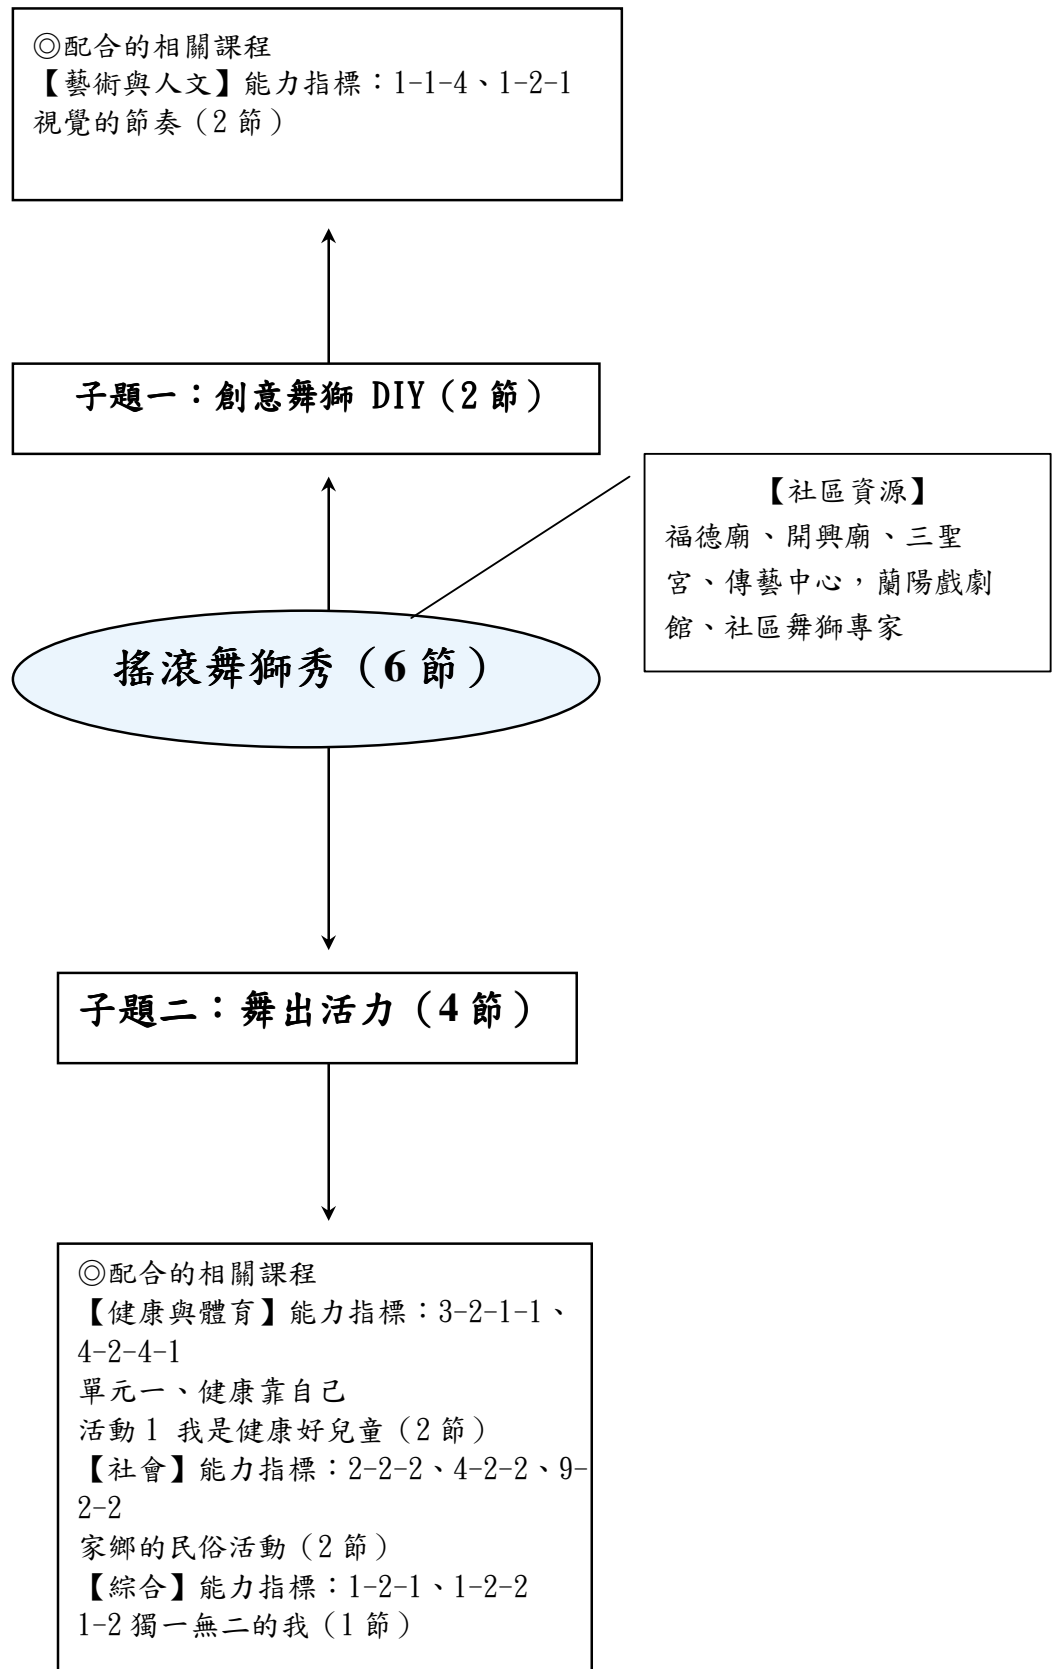 ◎配合的相關課程
【藝術與人文】能力指標：1-1-4、1-2-1
視覺的節奏（2 節）
子題一：創意舞獅 DIY（2 節）
【社區資源】
福德廟、開興廟、三聖
宮、傳藝中心，蘭陽戲劇
館、社區舞獅專家
搖滾舞獅秀（6 節）
子題二：舞出活力（4 節）
◎配合的相關課程
【健康與體育】能力指標：3-2-1-1、
4-2-4-1
單元一、健康靠自己
活動 1 我是健康好兒童（2 節）
【社會】能力指標：2-2-2、4-2-2、9-
2-2
家鄉的民俗活動（2 節）
【綜合】能力指標：1-2-1、1-2-2
1-2 獨一無二的我（1 節）